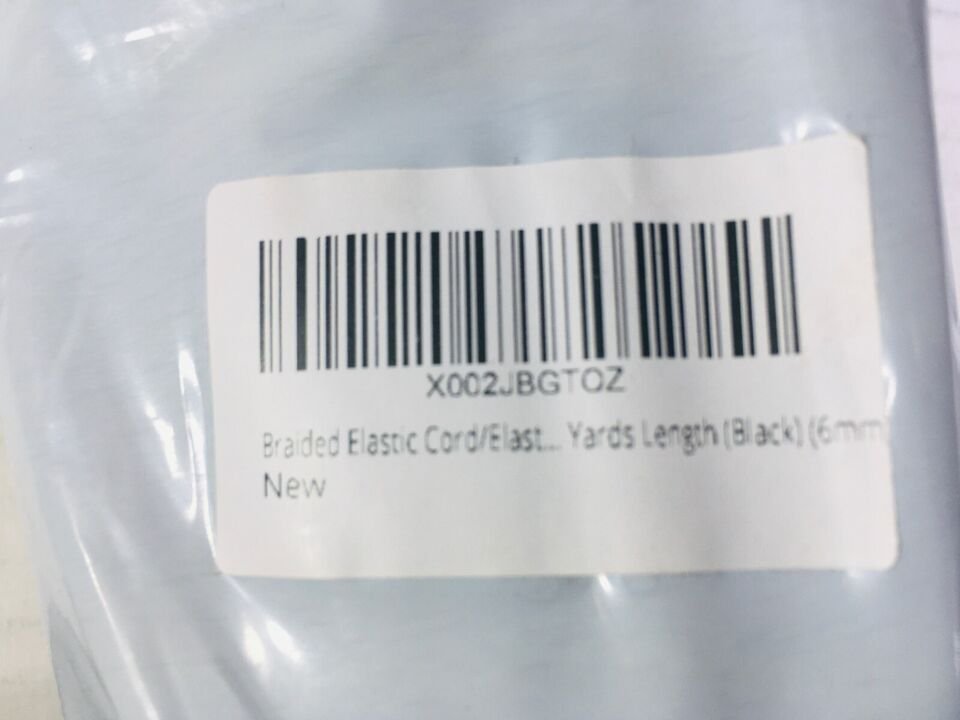 X002JBGTOZ
Braided Elastic Cord/Elast... Yards Length (Black) (6mm
New